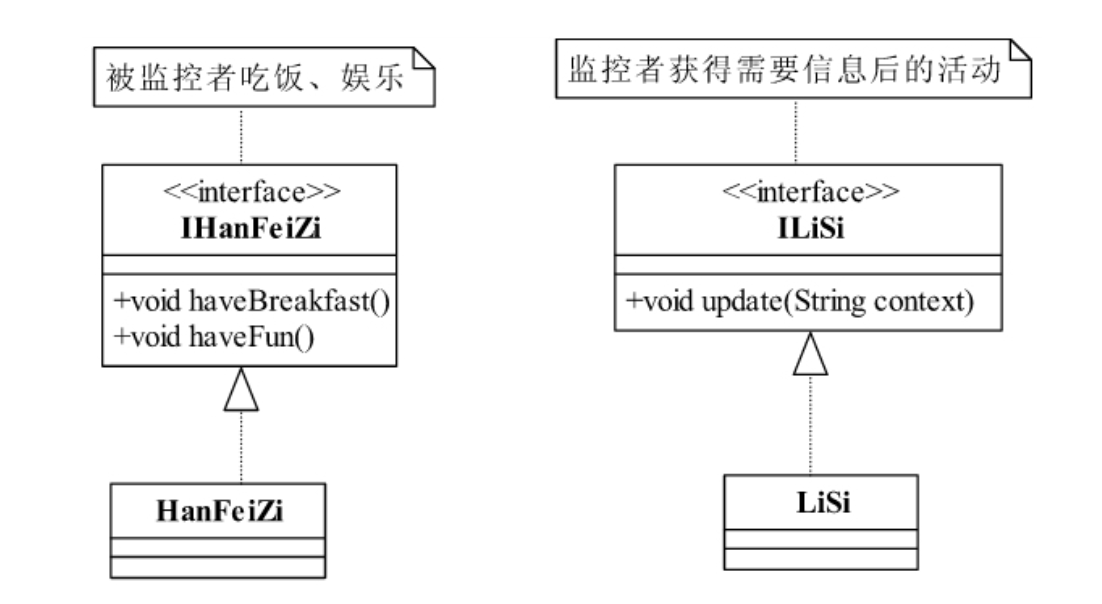 被监控者吃饭、娱乐
<<interface>>
IHanFeiZi
+void haveBreakfast()
+void haveFun()
HanFeiZi
监控者获得需要信息后的活动
<<interface>>
ILiSi
+void update(String context)
LiSi